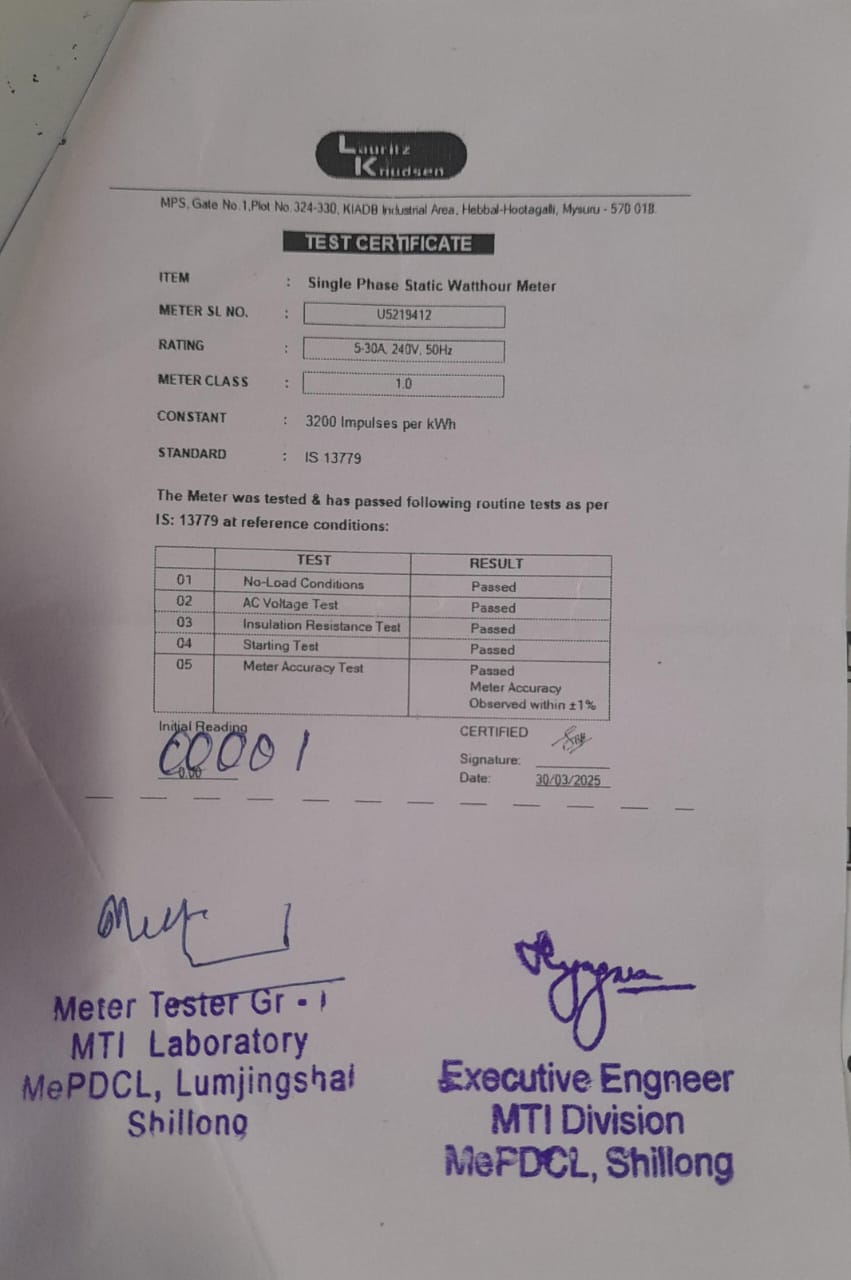 Lauritz
Knudsen
MPS, Gate No.1,Plot No.324-330, KIADB Industrial Area, Hebbal-Hootagalli, Mysuru - 570 018.
TEST CERTIFICATE
ITEM : Single Phase Static Watthour Meter
METER SL NO. : U5219412
RATING : 5-30A, 240V, 50Hz
METER CLASS : 1.0
CONSTANT : 3200 Impulses per kWh
STANDARD : IS 13779
The Meter was tested & has passed following routine tests as per
IS: 13779 at reference conditions:
TEST RESULT
01 No-Load Conditions Passed
02 AC Voltage Test Passed
03 Insulation Resistance Test Passed
04 Starting Test Passed
05 Meter Accuracy Test Passed
Meter Accuracy
Observed within ±1%
Initial Reading
00001
0.00
CERTIFIED
Signature:
Date: 30/03/2025
Meter Tester Gr - I
MTI Laboratory
MePDCL, Lumjingshai
Shillong
Executive Engneer
MTI Division
MePDCL, Shillong